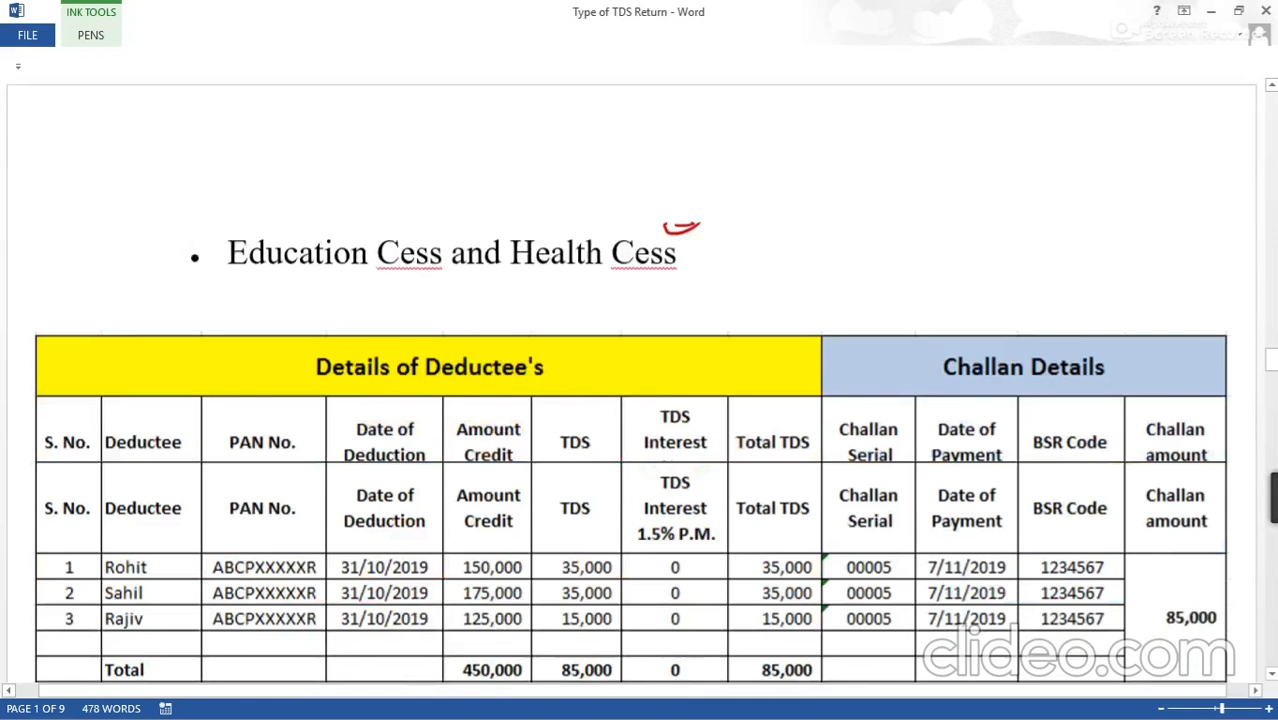 INK TOOLS
Type of TDS Return - Word
?
FILE
PENS
• Education Cess and Health Cess
Details of Deductee's Challan Details
S. No. Deductee PAN No. Date of Deduction Amount Credit TDS TDS Interest Total TDS Challan Serial Date of Payment BSR Code Challan amount
S. No. Deductee PAN No. Date of Deduction Amount Credit TDS TDS Interest 1.5% P.M. Total TDS Challan Serial Date of Payment BSR Code Challan amount
1 Rohit ABCPXXXXXR 31/10/2019 150,000 35,000 0 35,000 00005 7/11/2019 1234567
2 Sahil ABCPXXXXXR 31/10/2019 175,000 35,000 0 35,000 00005 7/11/2019 1234567
3 Rajiv ABCPXXXXXR 31/10/2019 125,000 15,000 0 15,000 00005 7/11/2019 1234567 85,000
Total 450,000 85,000 0 85,000
clideo.com
PAGE 1 OF 9 478 WORDS